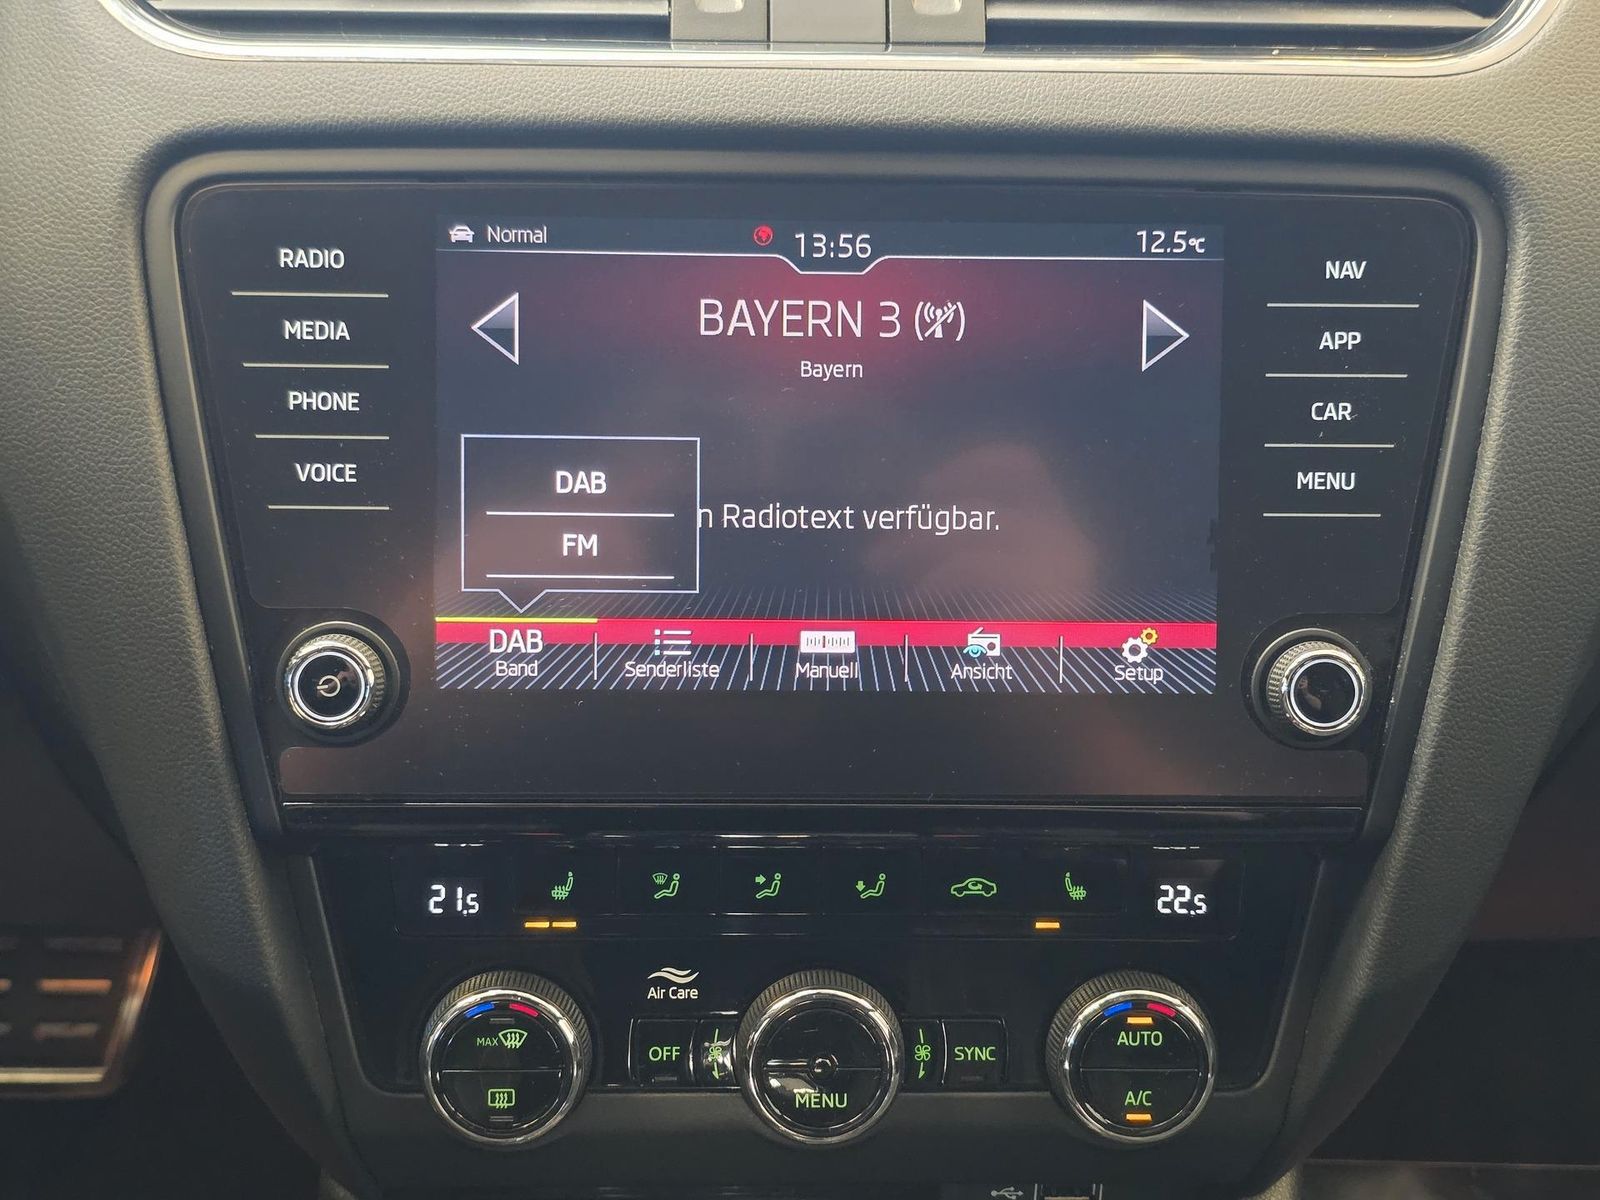 Normal
13:56
12.5°C
RADIO
MEDIA
PHONE
VOICE
BAYERN 3
Bayern
DAB
FM
n Radiotext verfügbar.
DAB
Band
Senderliste
Manuell
Ansicht
Setup
NAV
APP
CAR
MENU
21.5
22.5
Air Care
MAX
OFF
MENU
SYNC
AUTO
A/C